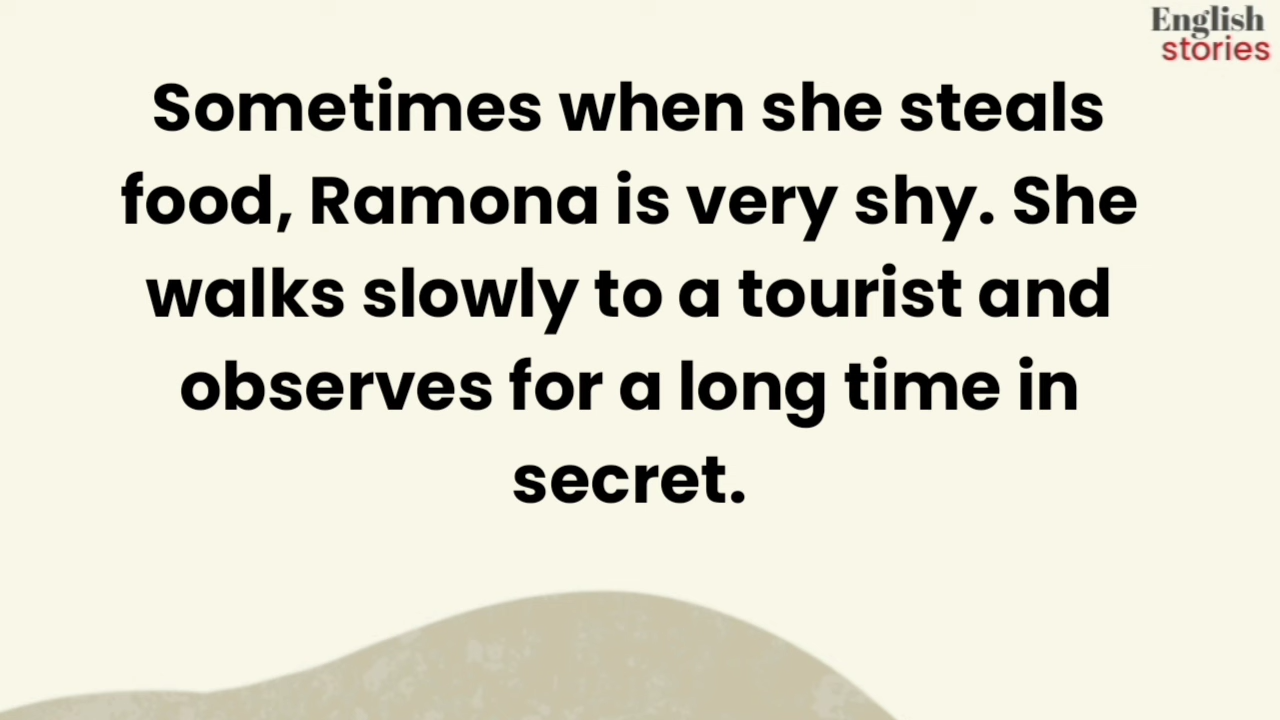 English
stories
Sometimes when she steals
food, Ramona is very shy. She
walks slowly to a tourist and
observes for a long time in
secret.